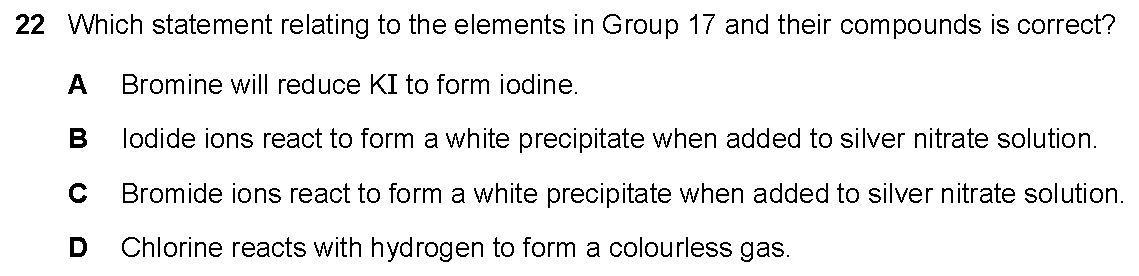 22 Which statement relating to the elements in Group 17 and their compounds is correct?
A Bromine will reduce KI to form iodine.
B Iodide ions react to form a white precipitate when added to silver nitrate solution.
C Bromide ions react to form a white precipitate when added to silver nitrate solution.
D Chlorine reacts with hydrogen to form a colourless gas.